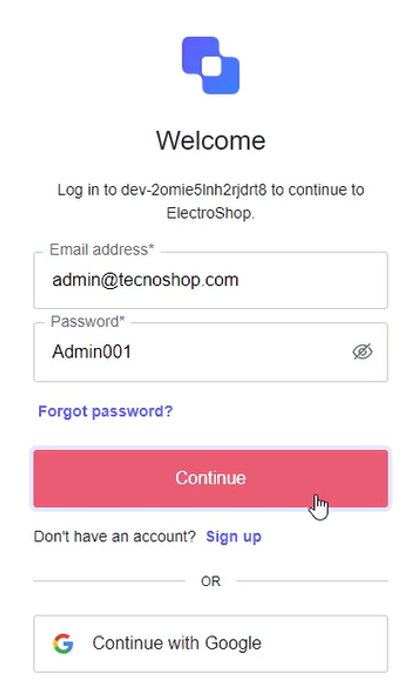 Welcome
Log in to dev-2omie5lnh2rjdrt8 to continue to
ElectroShop.
Email address*
admin@tecnoshop.com
Password*
Admin001
Forgot password?
Continue
Don't have an account? Sign up
OR
Continue with Google